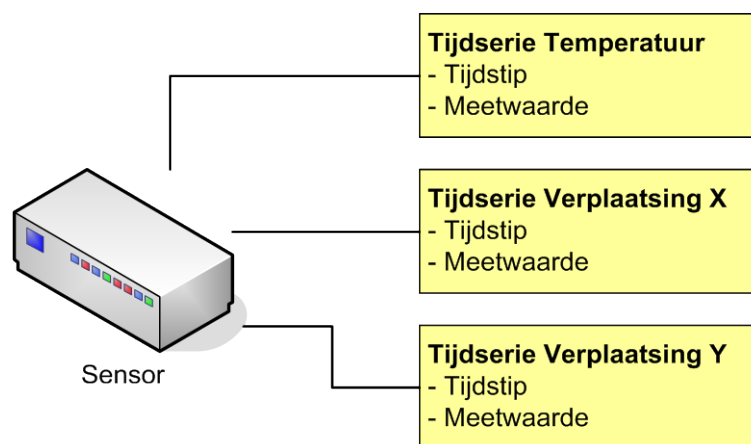 Tijdserie Temperatuur
- Tijdstip
- Meetwaarde
Tijdserie Verplaatsing X
- Tijdstip
- Meetwaarde
Tijdserie Verplaatsing Y
- Tijdstip
- Meetwaarde
Sensor